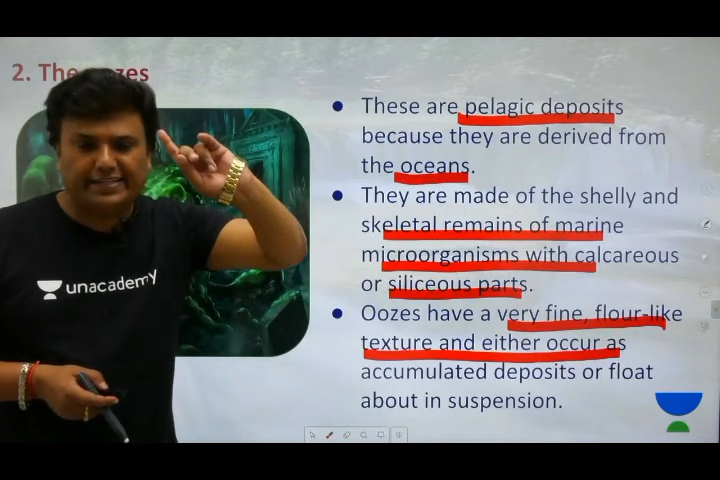 2. The oozes
● These are pelagic deposits
because they are derived from
the oceans.
● They are made of the shelly and
skeletal remains of marine
microorganisms with calcareous
or siliceous parts.
● Oozes have a very fine, flour-like
texture and either occur as
accumulated deposits or float
about in suspension.
unacademy